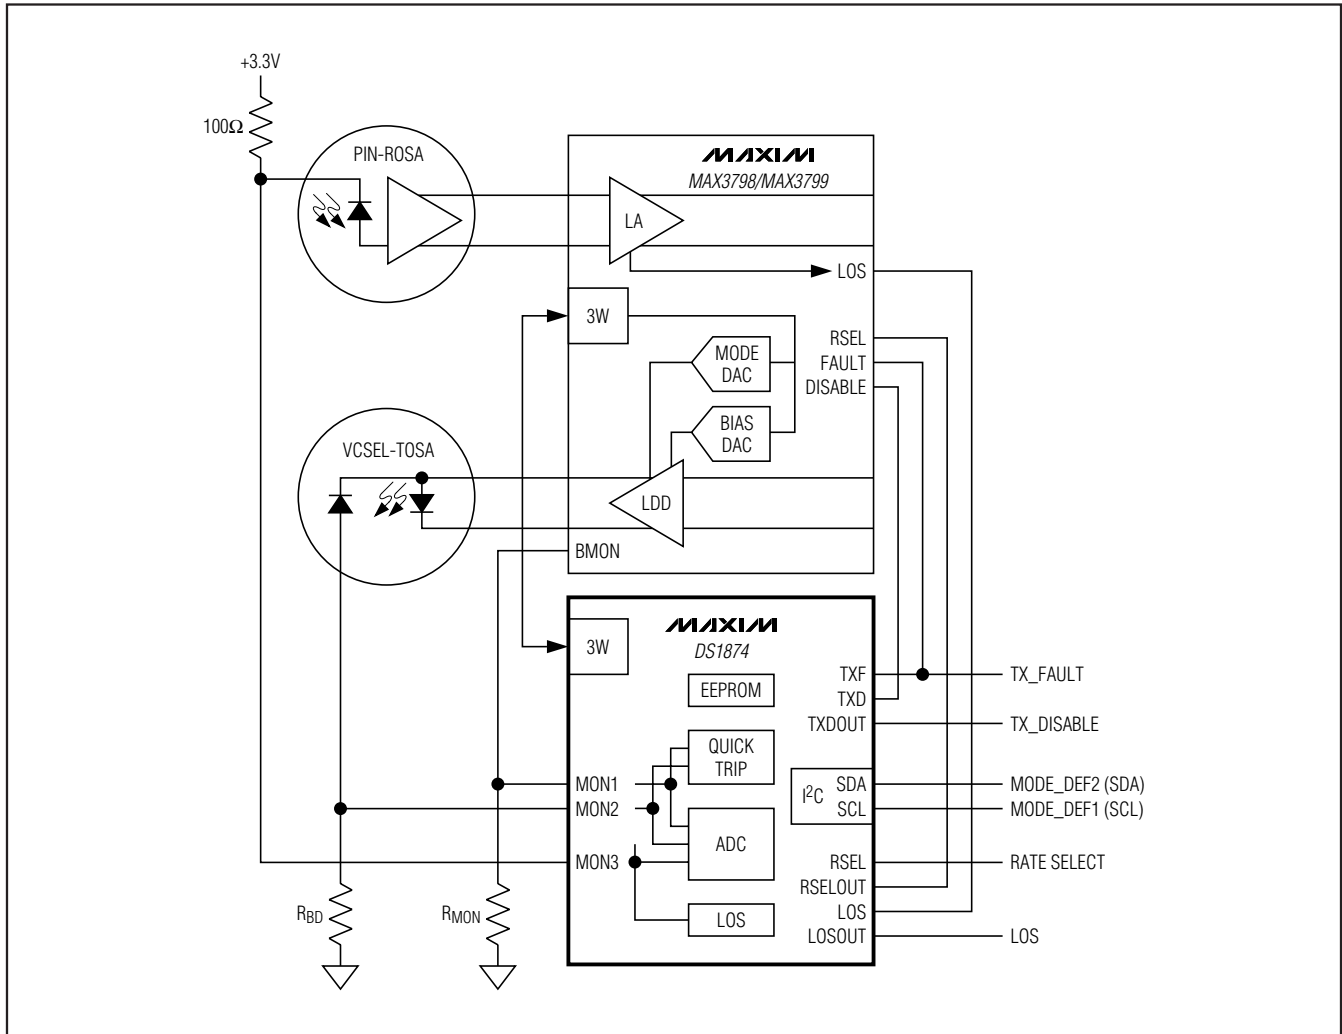 +3.3V
100Ω
PIN-ROSA
MAXIM
MAX3798/MAX3799
LA
LOS
3W
RSEL
MODE
DAC
FAULT
DISABLE
BIAS
DAC
VCSEL-TOSA
LDD
BMON
MAXIM
3W
DS1874
EEPROM
TXF
TX_FAULT
TXD
TXDOUT
TX_DISABLE
QUICK
TRIP
MON1
MON2
I²C
SDA
MODE_DEF2 (SDA)
SCL
MODE_DEF1 (SCL)
ADC
MON3
RSEL
RATE SELECT
RSELOUT
RBD
RMON
LOS
LOS
LOSOUT
LOS